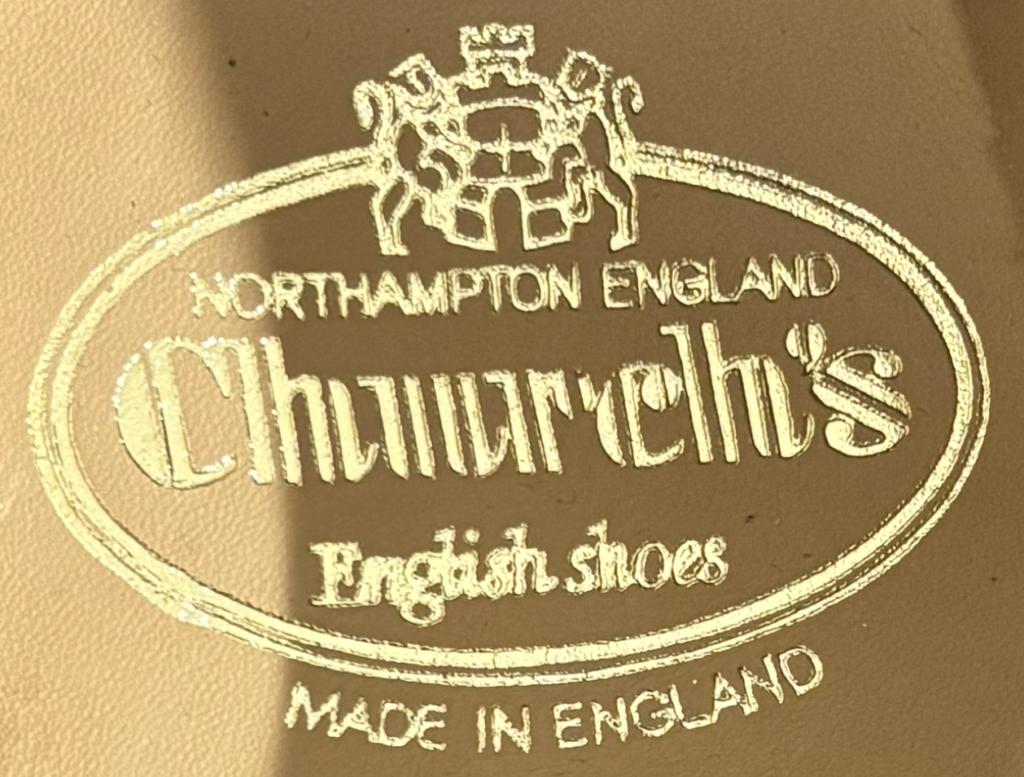 NORTHAMPTON ENGLAND
Church's
English shoes
MADE IN ENGLAND